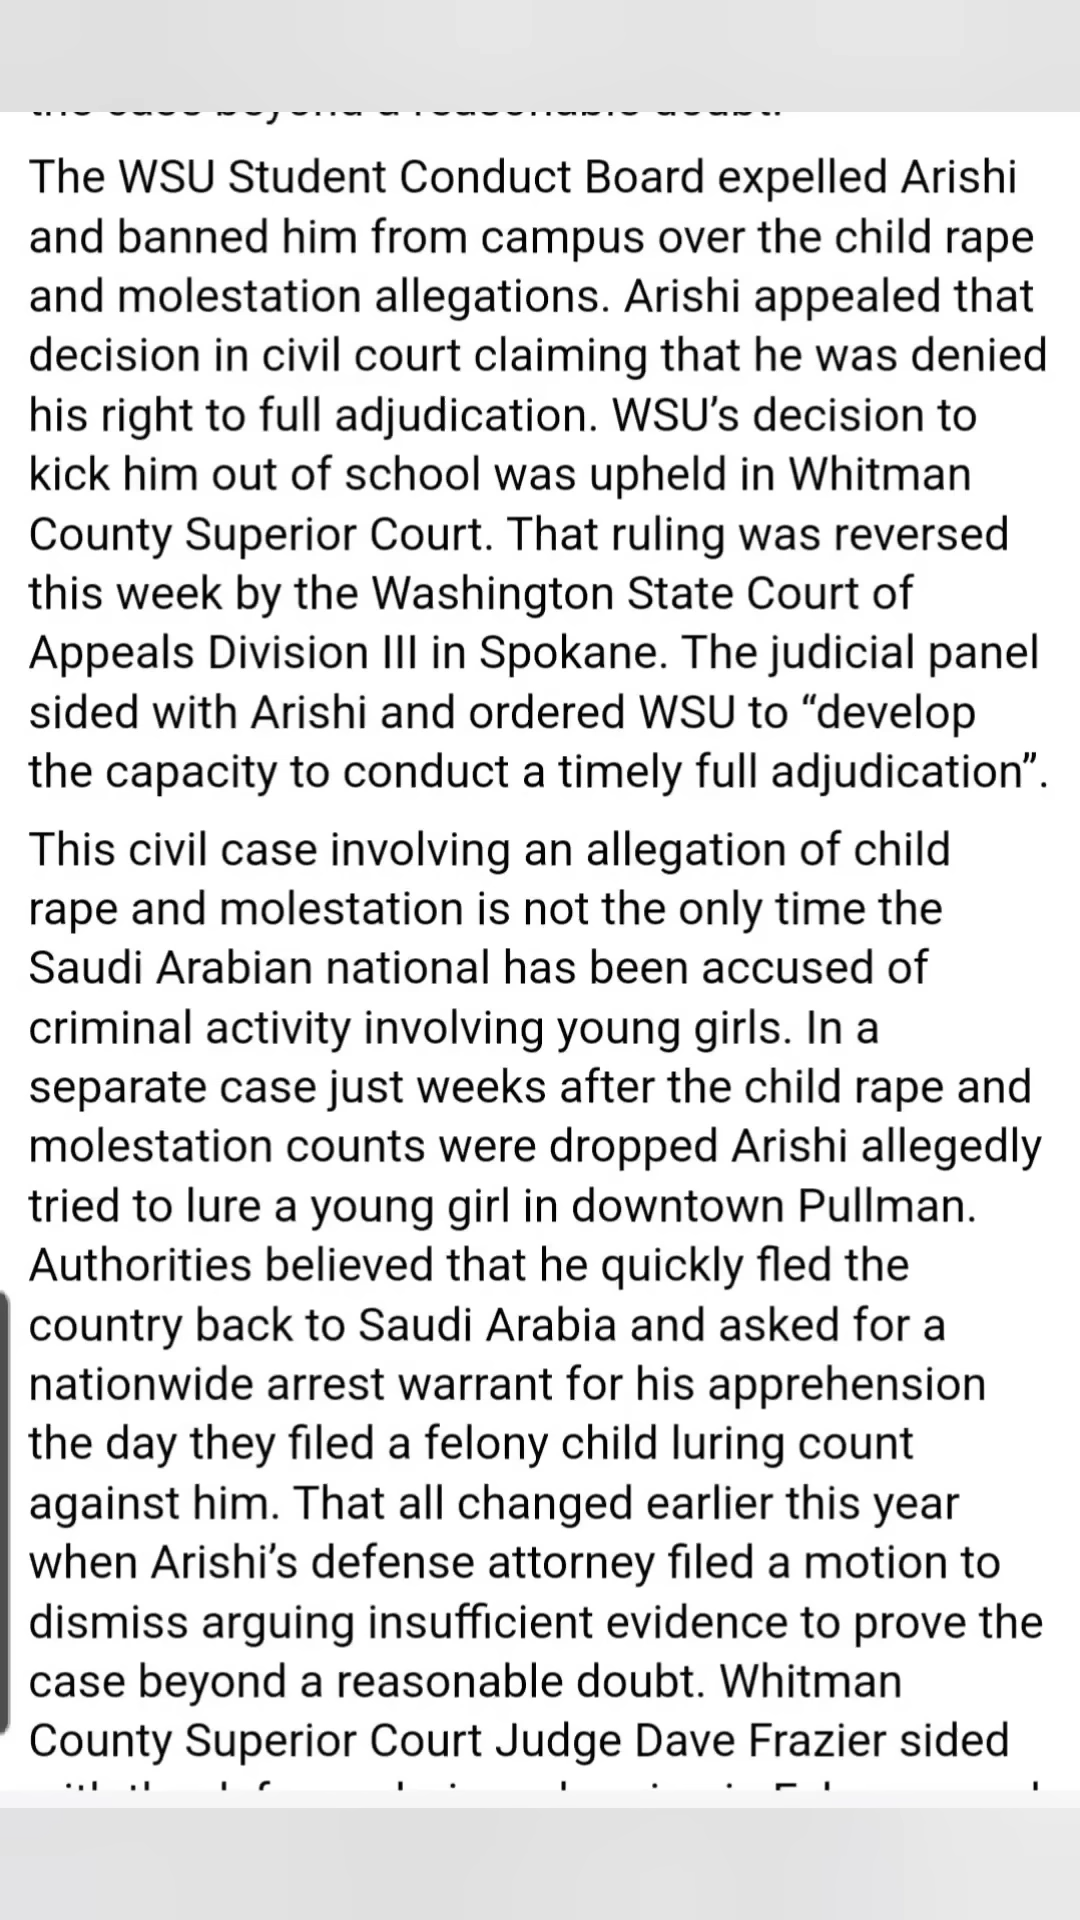 the case beyond a reasonable doubt.
The WSU Student Conduct Board expelled Arishi
and banned him from campus over the child rape
and molestation allegations. Arishi appealed that
decision in civil court claiming that he was denied
his right to full adjudication. WSU’s decision to
kick him out of school was upheld in Whitman
County Superior Court. That ruling was reversed
this week by the Washington State Court of
Appeals Division III in Spokane. The judicial panel
sided with Arishi and ordered WSU to “develop
the capacity to conduct a timely full adjudication”.
This civil case involving an allegation of child
rape and molestation is not the only time the
Saudi Arabian national has been accused of
criminal activity involving young girls. In a
separate case just weeks after the child rape and
molestation counts were dropped Arishi allegedly
tried to lure a young girl in downtown Pullman.
Authorities believed that he quickly fled the
country back to Saudi Arabia and asked for a
nationwide arrest warrant for his apprehension
the day they filed a felony child luring count
against him. That all changed earlier this year
when Arishi’s defense attorney filed a motion to
dismiss arguing insufficient evidence to prove the
case beyond a reasonable doubt. Whitman
County Superior Court Judge Dave Frazier sided